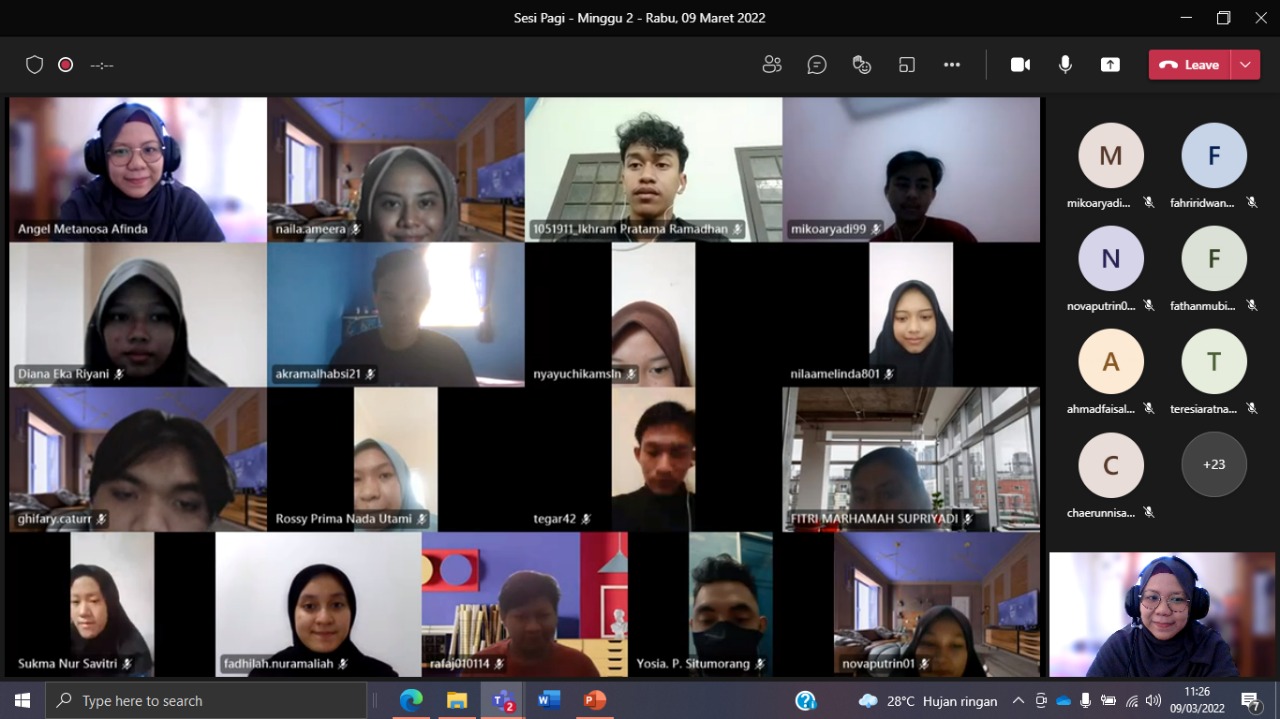 Sesi Pagi - Minggu 2 - Rabu, 09 Maret 2022
--:--
Leave
Angel Metanosa Afinda
naila.ameera
1051911_Ikhram Pratama Ramadhan
mikoaryadi99
Diana Eka Riyani
akramalhabsi21
nyayuchikamsln
nilaamelinda801
ghifary.caturr
Rossy Prima Nada Utami
tegar42
FITRI MARHAMAH SUPRIYADI
Sukma Nur Savitri
fadhilah.nuramaliah
rafaj010114
Yosia. P. Situmorang
novaputrin01
M
F
mikoaryadi...
fahriridwan...
N
F
novaputrin0...
fathanmubi...
A
T
ahmadfaisal...
teresiaratna...
C
+23
chaerunnisa...
Type here to search
2
28°C Hujan ringan
11:26
09/03/2022
7